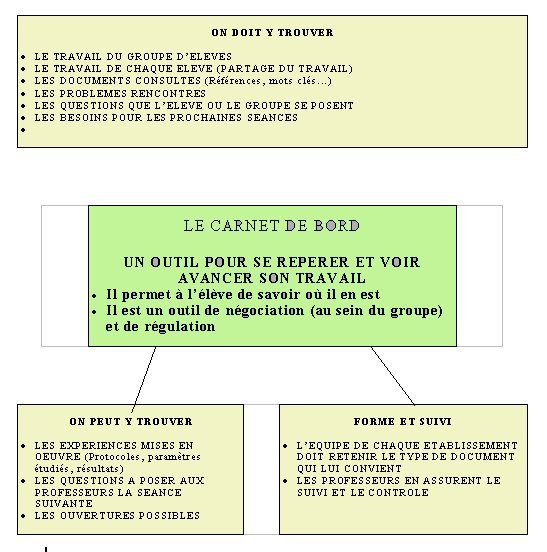 ON DOIT Y TROUVER
• LE TRAVAIL DU GROUPE D'ELEVES
• LE TRAVAIL DE CHAQUE ELEVE (PARTAGE DU TRAVAIL)
• LES DOCUMENTS CONSULTES (Références, mots clés...)
• LES PROBLEMES RENCONTRES
• LES QUESTIONS QUE L'ELEVE OU LE GROUPE SE POSENT
• LES BESOINS POUR LES PROCHAINES SEANCES
•
LE CARNET DE BORD
UN OUTIL POUR SE REPERER ET VOIR
AVANCER SON TRAVAIL
• Il permet à l'élève de savoir où il en est
• Il est un outil de négociation (au sein du groupe)
et de régulation
ON PEUT Y TROUVER
• LES EXPERIENCES MISES EN
OEUVRE (Protocoles, paramètres
étudiés, résultats)
• LES QUESTIONS A POSER AUX
PROFESSEURS LA SEANCE
SUIVANTE
• LES OUVERTURES POSSIBLES
FORME ET SUIVI
• L'EQUIPE DE CHAQUE ETABLISSEMENT
DOIT RETENIR LE TYPE DE DOCUMENT
QUI LUI CONVIENT
• LES PROFESSEURS EN ASSURENT LE
SUIVI ET LE CONTROLE